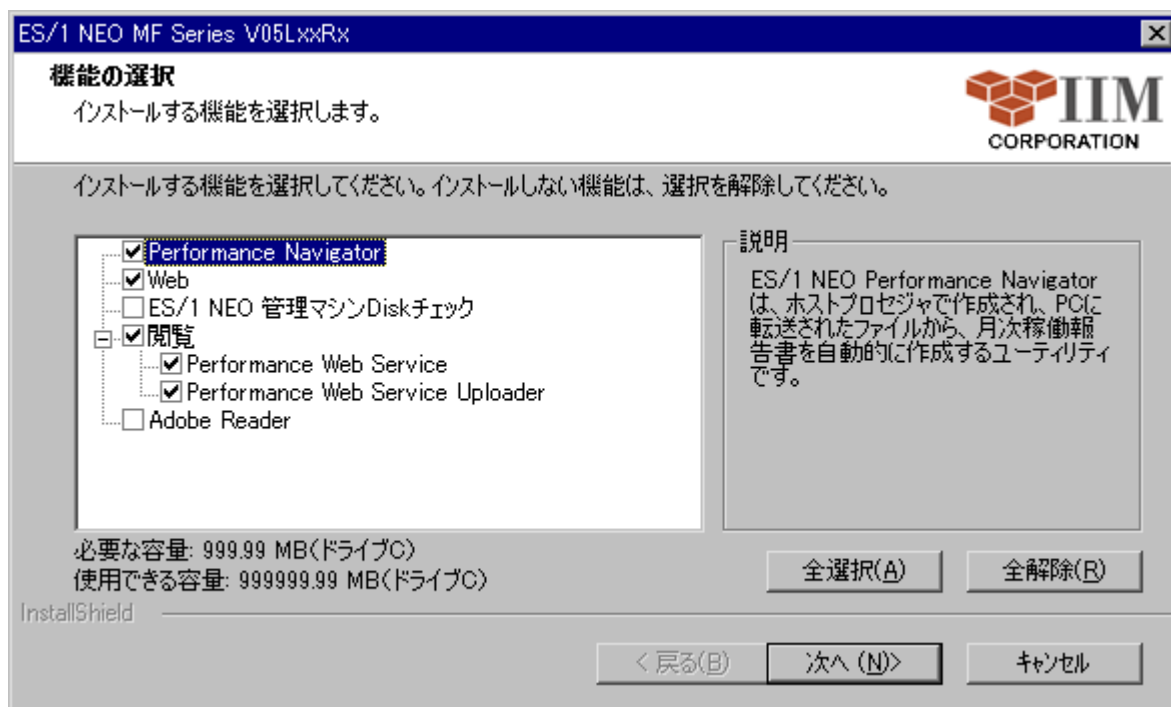 ES/1 NEO MF Series V05LxxRx
機能の選択
インストールする機能を選択します。
IIM
CORPORATION
インストールする機能を選択してください。インストールしない機能は、選択を解除してください。
Performance Navigator
Web
ES/1 NEO 管理マシンDiskチェック
閲覧
Performance Web Service
Performance Web Service Uploader
Adobe Reader
説明
ES/1 NEO Performance Navigator
は、ホストプロセジャで作成され、PCに
転送されたファイルから、月次稼働報
告書を自動的に作成するユーティリティ
です。
必要な容量: 999.99 MB(ドライブC)
使用できる容量: 999999.99 MB(ドライブC)
全選択(A)
全解除(R)
InstallShield
< 戻る(B)
次へ (N)>
キャンセル